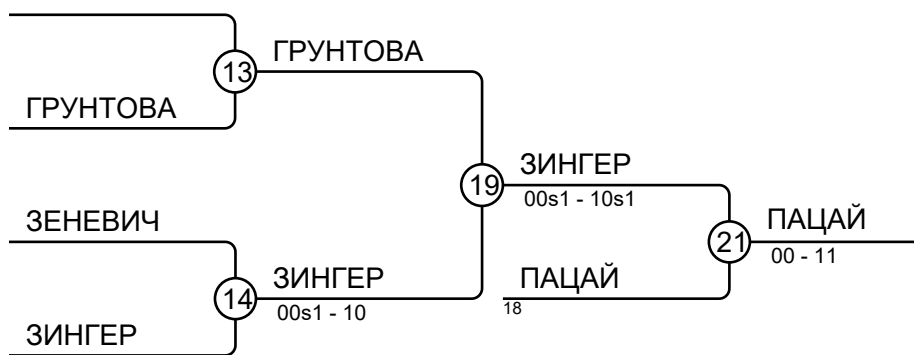 13
ГРУНТОВА
ГРУНТОВА
19
ЗИНГЕР
00s1 - 10s1
ЗЕНЕВИЧ
14
ЗИНГЕР
00s1 - 10
ЗИНГЕР
21
ПАЦАЙ
00 - 11
ПАЦАЙ
18